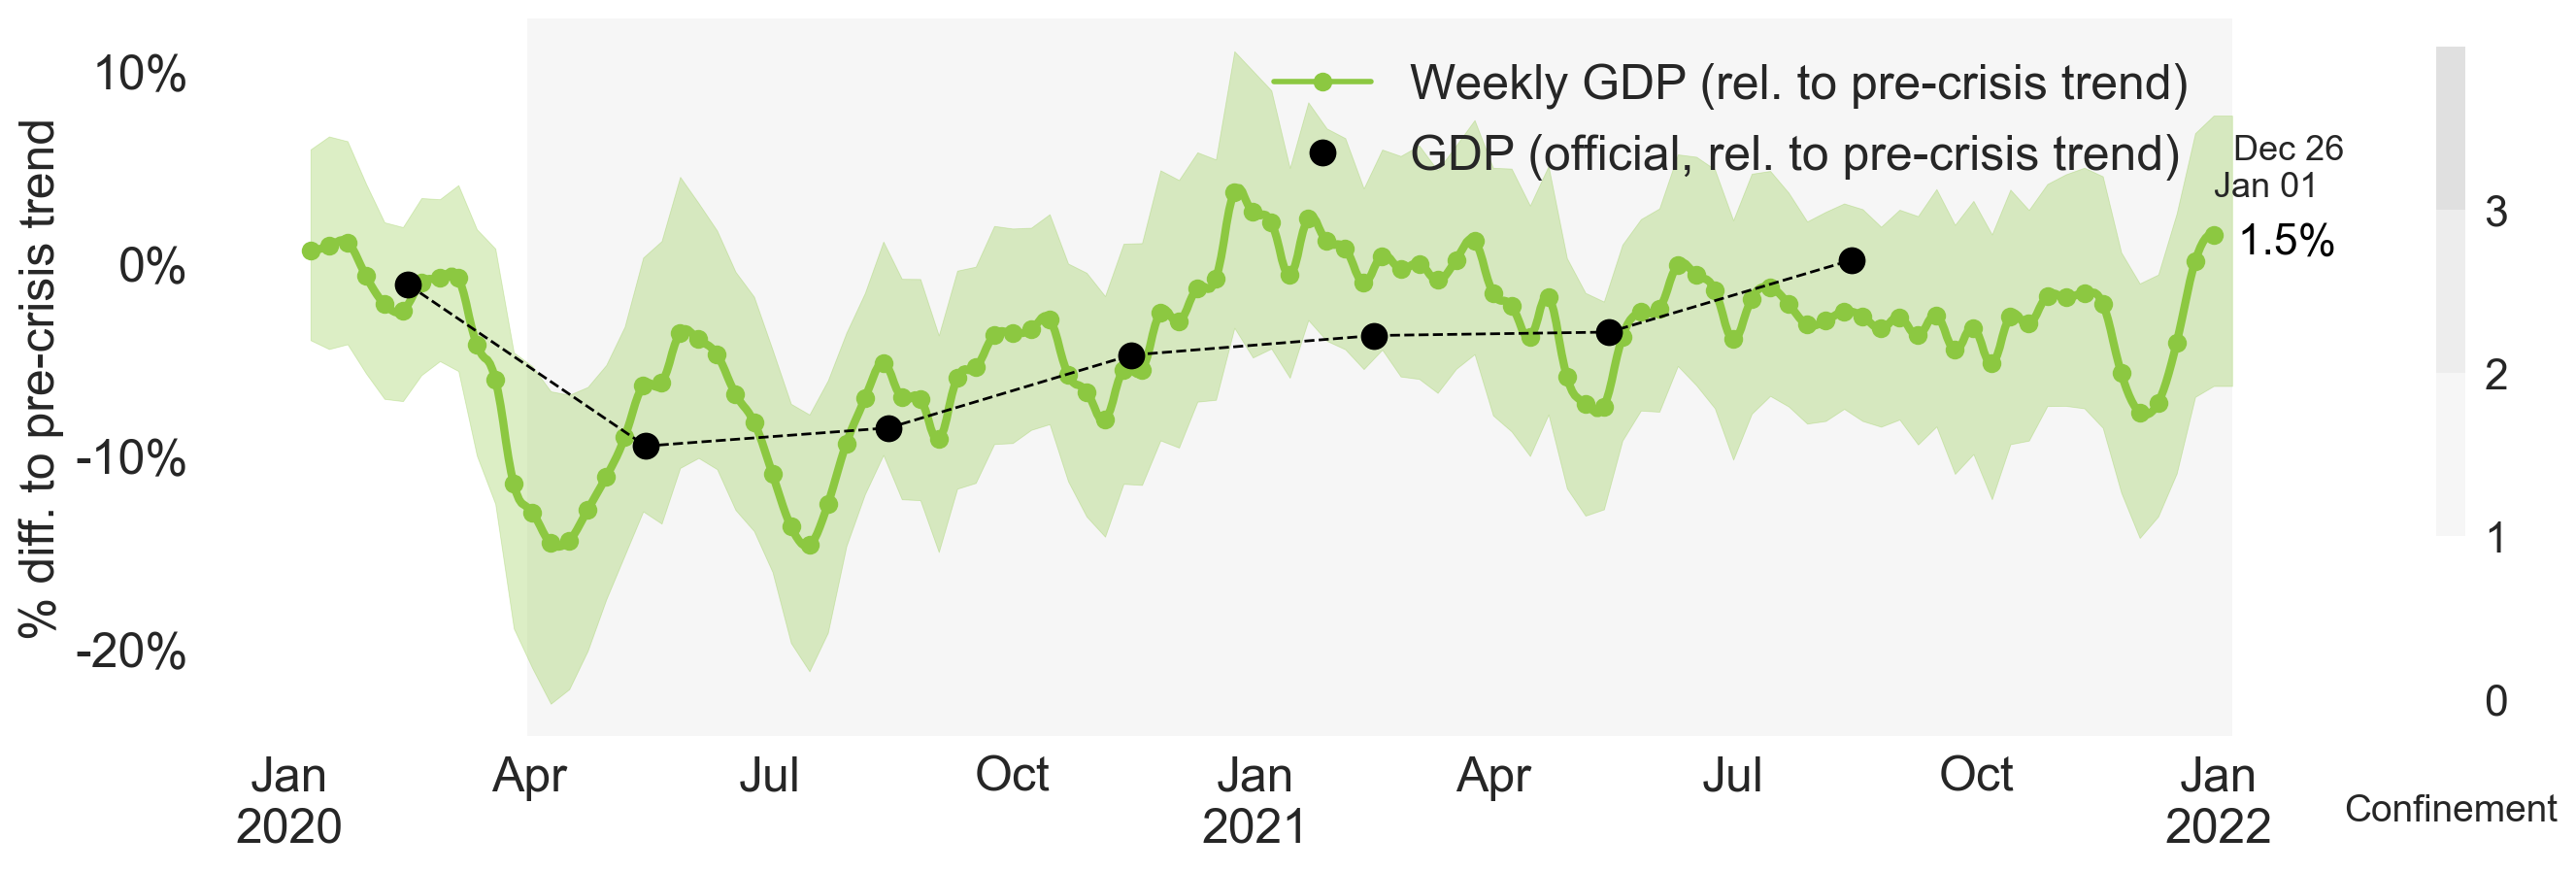 % diff. to pre-crisis trend
10%
0%
-10%
-20%
Weekly GDP (rel. to pre-crisis trend)
GDP (official, rel. to pre-crisis trend)
Dec 26
Jan 01
1.5%
3
2
1
0
Confinement
Jan Apr Jul Oct Jan Apr Jul Oct Jan
2020 2021 2022